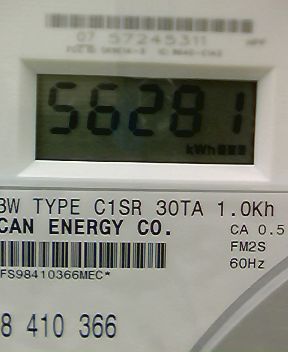 07 57245311
56281
kWh
3W TYPE C1SR 30TA 1.0Kh
CAN ENERGY CO.
CA 0.5
FM2S
60Hz
FS98410366MEC*
8 410 366